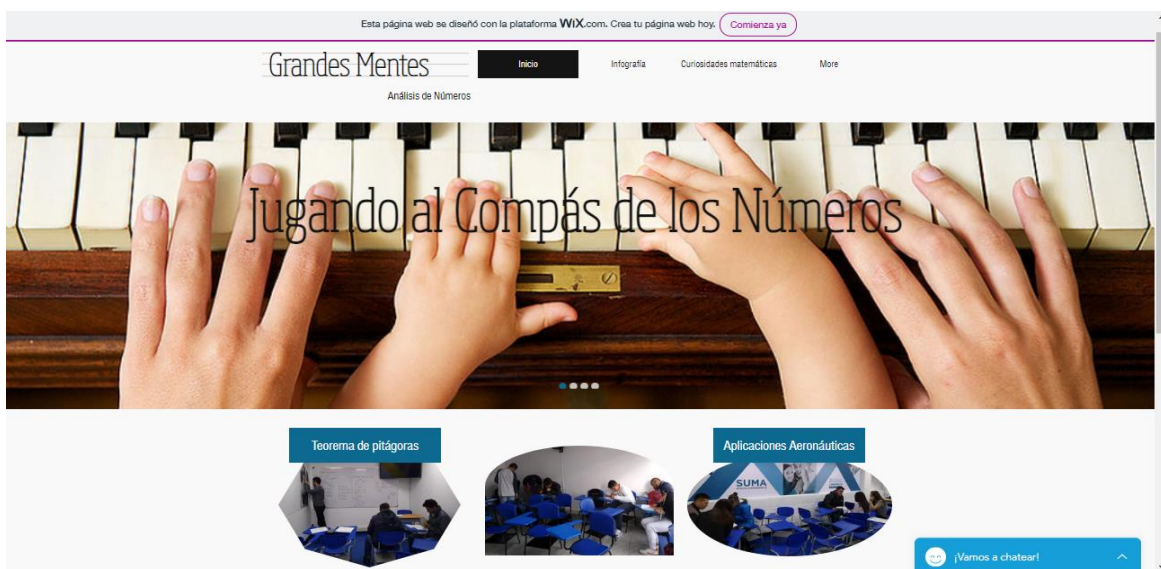 Esta página web se diseñó con la plataforma WiX.com. Crea tu página web hoy. Comienza ya
Grandes Mentes
Inicio Infografía Curiosidades matemáticas More
Análisis de Números
Jugando al Compás de los Números
Teorema de pitágoras Aplicaciones Aeronáuticas
SUMA
¡Vamos a chatear!